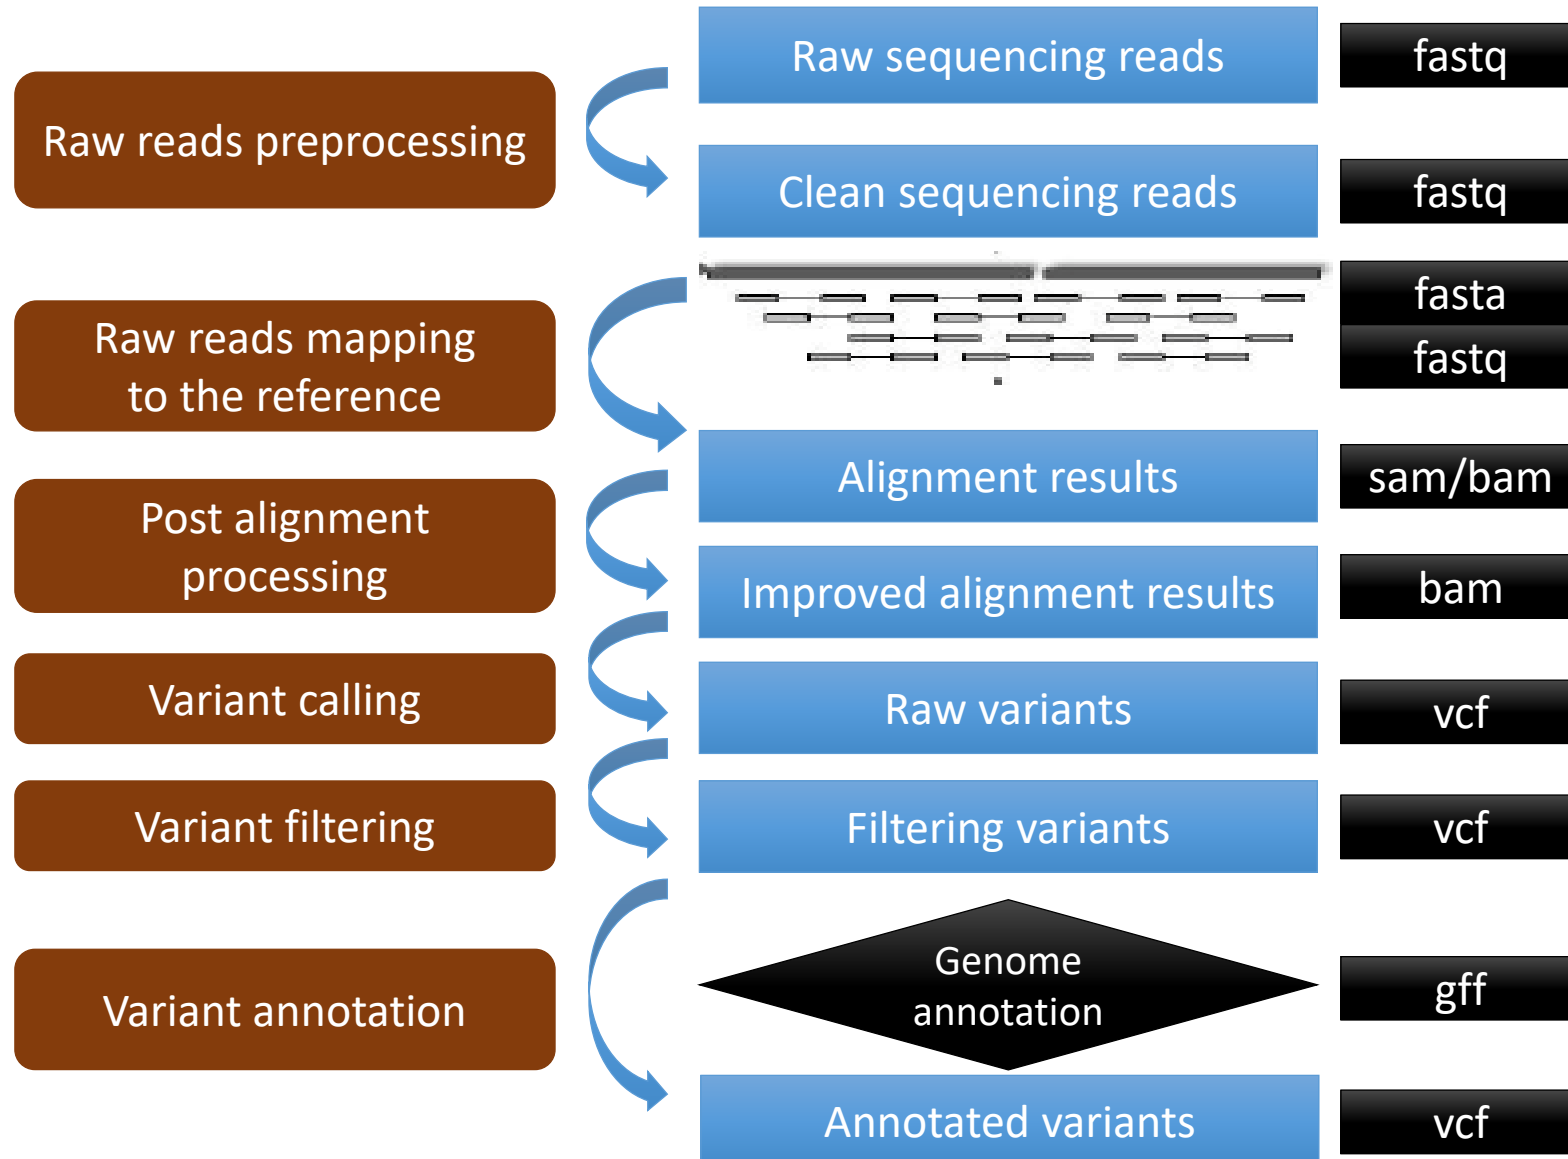 Raw sequencing reads
fastq
Raw reads preprocessing
Clean sequencing reads
fastq
fasta
Raw reads mapping
to the reference
fastq
Alignment results
sam/bam
Post alignment
processing
Improved alignment results
bam
Variant calling
Raw variants
vcf
Variant filtering
Filtering variants
vcf
Variant annotation
Genome
annotation
gff
Annotated variants
vcf